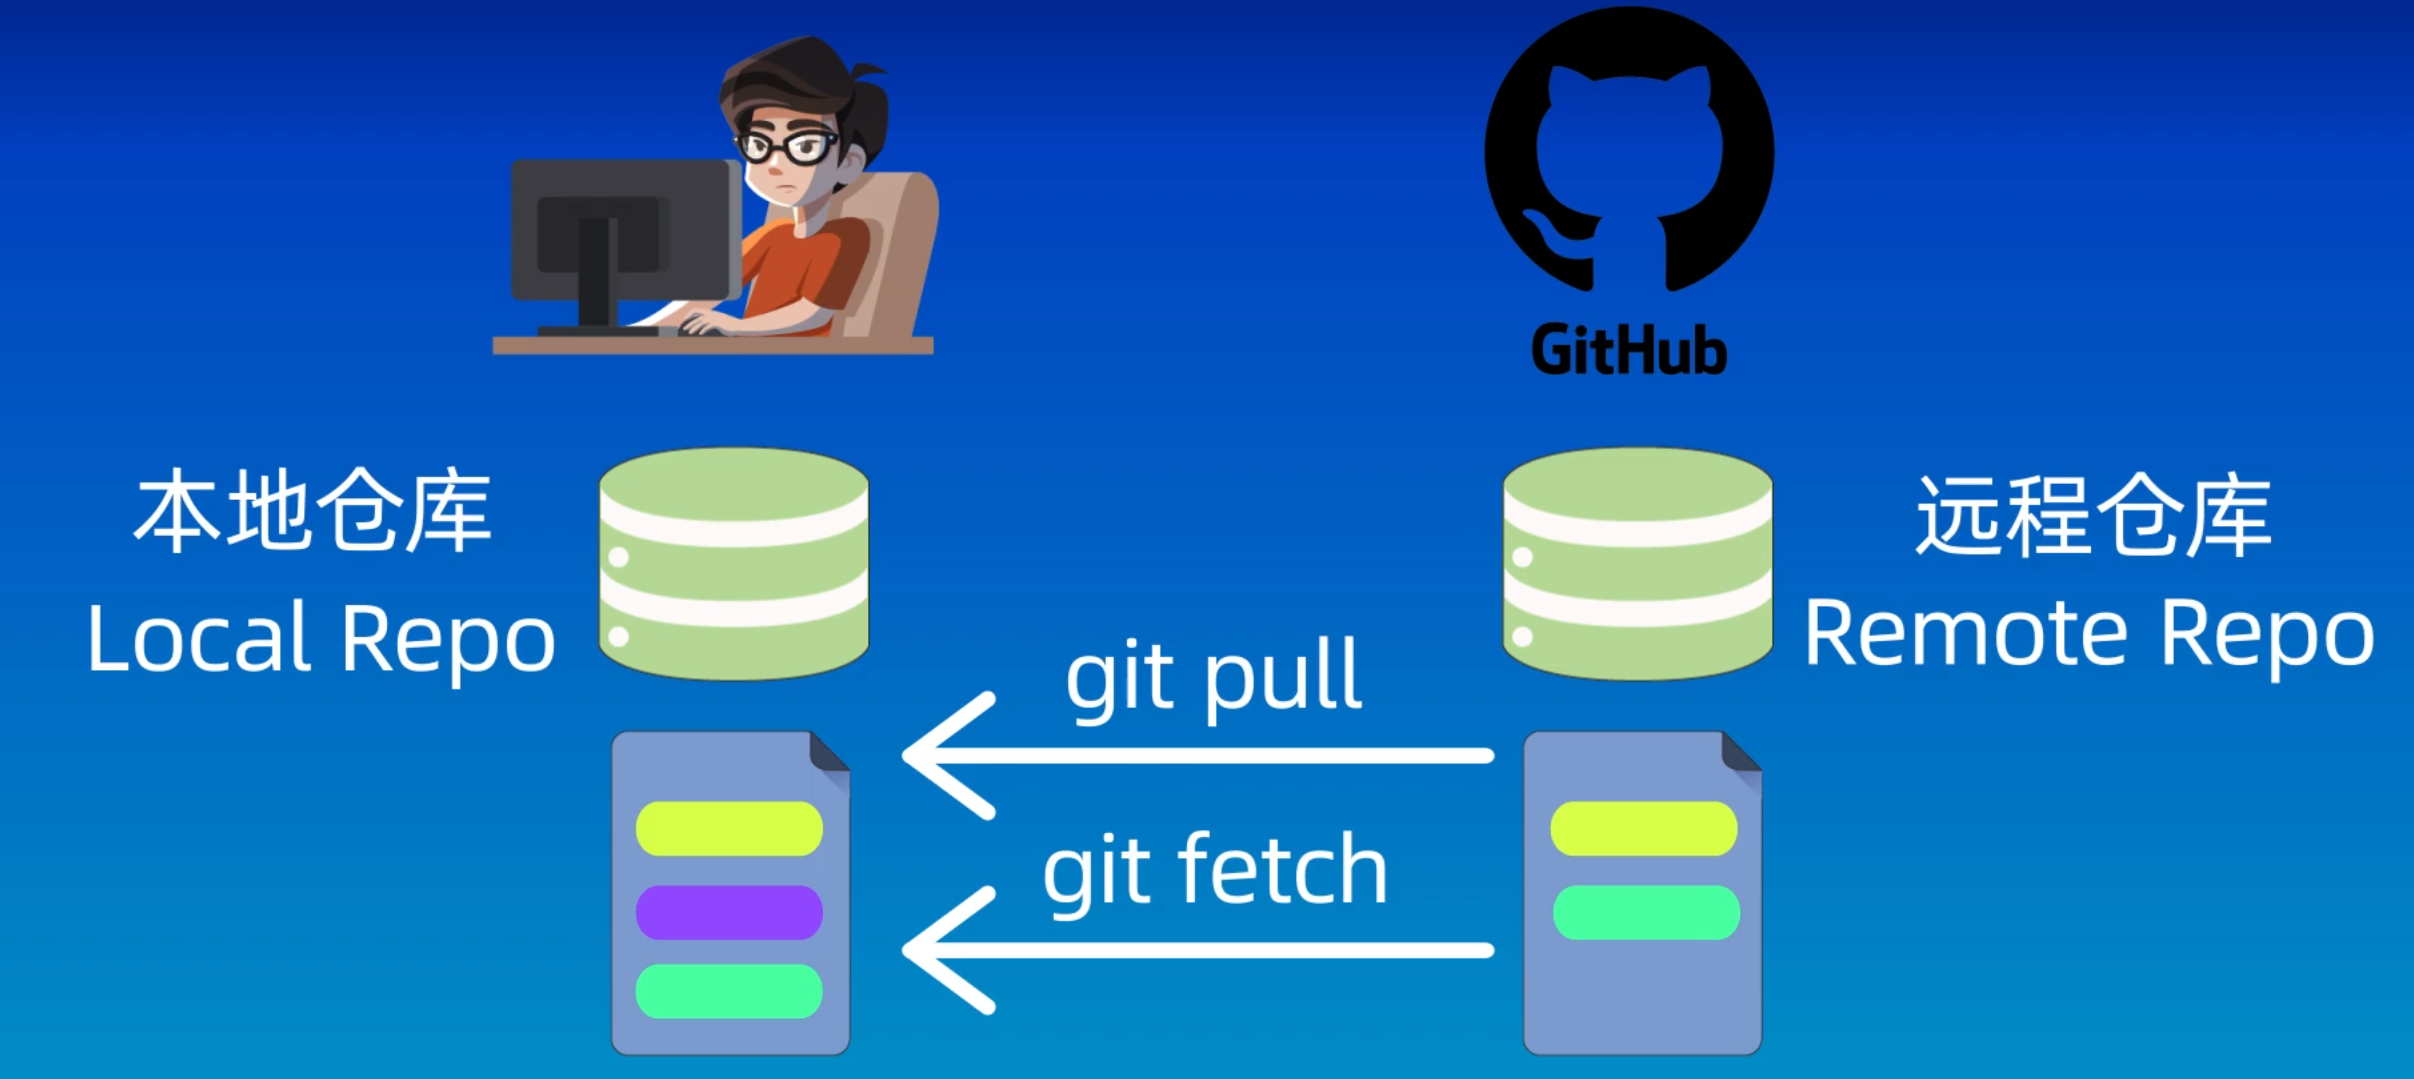 GitHub
本地仓库
Local Repo
远程仓库
Remote Repo
git pull
git fetch